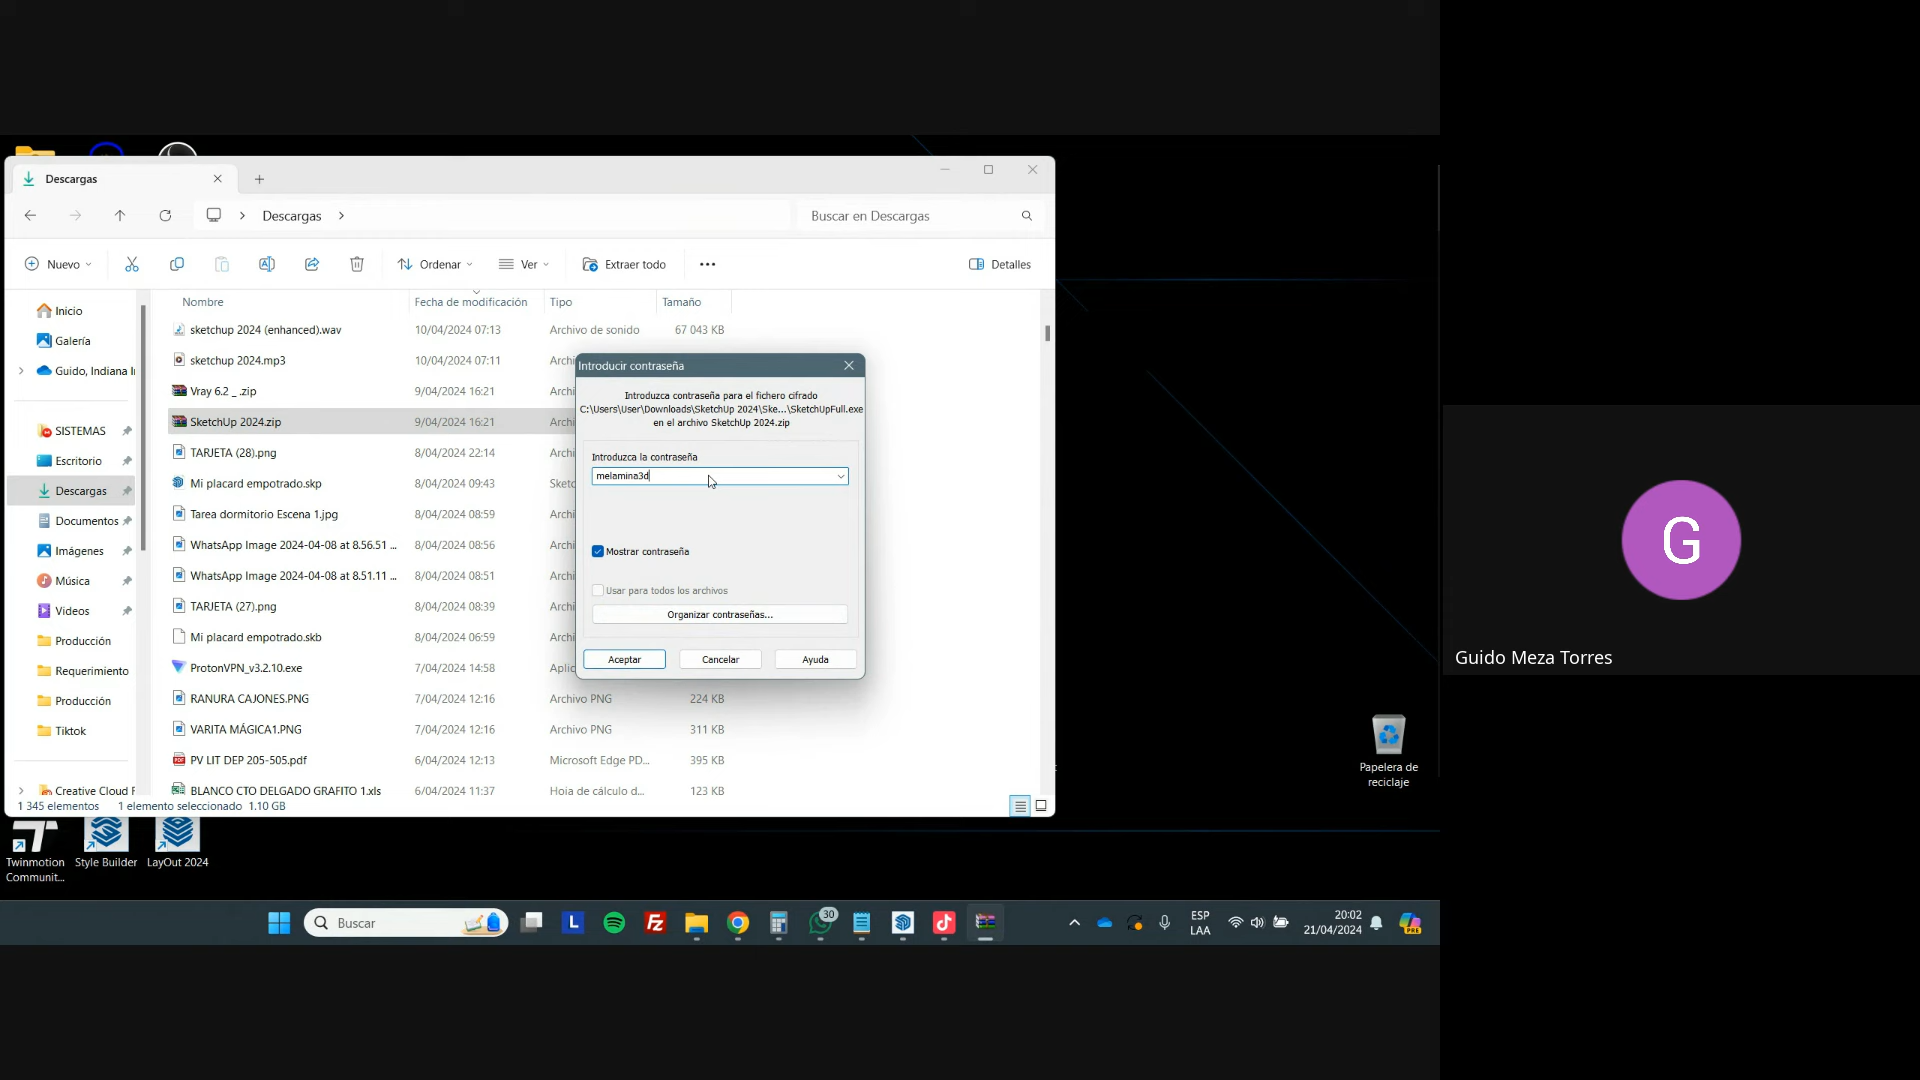 Descargas
Descargas
Buscar en Descargas
Nuevo
Ordenar
Ver
Extraer todo
Detalles
Nombre
Fecha de modificación
Tipo
Tamaño
Inicio
Galería
Guido, Indiana I
SISTEMAS
Escritorio
Descargas
Documentos
Imágenes
Música
Videos
Producción
Requerimiento
Producción
Tiktok
Creative Cloud F
sketchup 2024 (enhanced).wav 10/04/2024 07:13 Archivo de sonido 67 043 KB
sketchup 2024.mp3 10/04/2024 07:11 Archi
Vray 6.2 _ .zip 9/04/2024 16:21 Archi
SketchUp 2024.zip 9/04/2024 16:21 Archi
TARJETA (28).png 8/04/2024 22:14 Archi
Mi placard empotrado.skp 8/04/2024 09:43 Sketc
Tarea dormitorio Escena 1.jpg 8/04/2024 08:59 Archi
WhatsApp Image 2024-04-08 at 8.56.51 ... 8/04/2024 08:56 Archi
WhatsApp Image 2024-04-08 at 8.51.11 ... 8/04/2024 08:51 Archi
TARJETA (27).png 8/04/2024 08:39 Archi
Mi placard empotrado.skb 8/04/2024 06:59 Archi
ProtonVPN_v3.2.10.exe 7/04/2024 14:58 Aplic
RANURA CAJONES.PNG 7/04/2024 12:16 Archivo PNG 224 KB
VARITA MÁGICA1.PNG 7/04/2024 12:16 Archivo PNG 311 KB
PV LIT DEP 205-505.pdf 6/04/2024 12:13 Microsoft Edge PD... 395 KB
BLANCO CTO DELGADO GRAFITO 1.xls 6/04/2024 11:37 Hoja de cálculo d... 123 KB
1 345 elementos 1 elemento seleccionado 1.10 GB
Introducir contraseña
Introduzca contraseña para el fichero cifrado
C:\Users\User\Downloads\SketchUp 2024\Ske...\SketchUpFull.exe
en el archivo SketchUp 2024.zip
Introduzca la contraseña
melamina3d
Mostrar contraseña
Usar para todos los archivos
Organizar contraseñas...
Aceptar
Cancelar
Ayuda
Papelera de
reciclaje
Twinmotion
Communit...
Style Builder
LayOut 2024
Buscar
L
30
ESP
LAA
20:02
21/04/2024
PRE
G
Guido Meza Torres